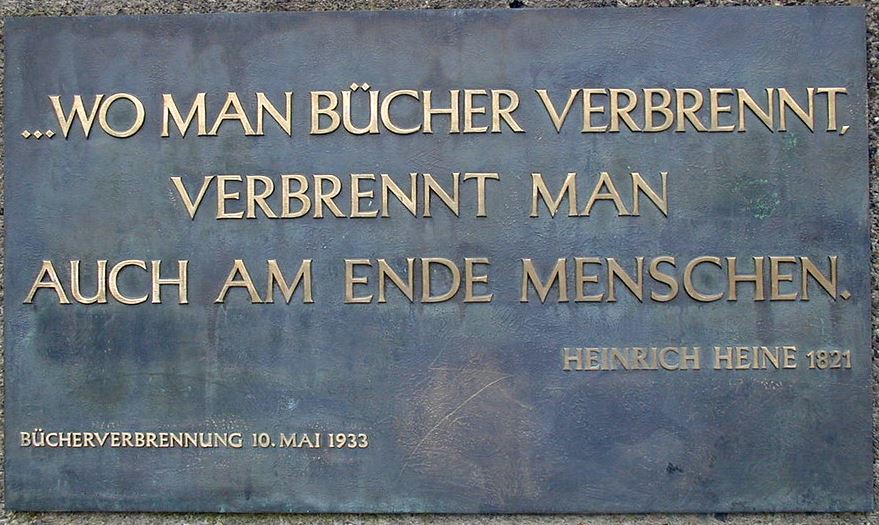 ...WO MAN BÜCHER VERBRENNT,
VERBRENNT MAN
AUCH AM ENDE MENSCHEN.
HEINRICH HEINE 1821
BÜCHERVERBRENNUNG 10. MAI 1933